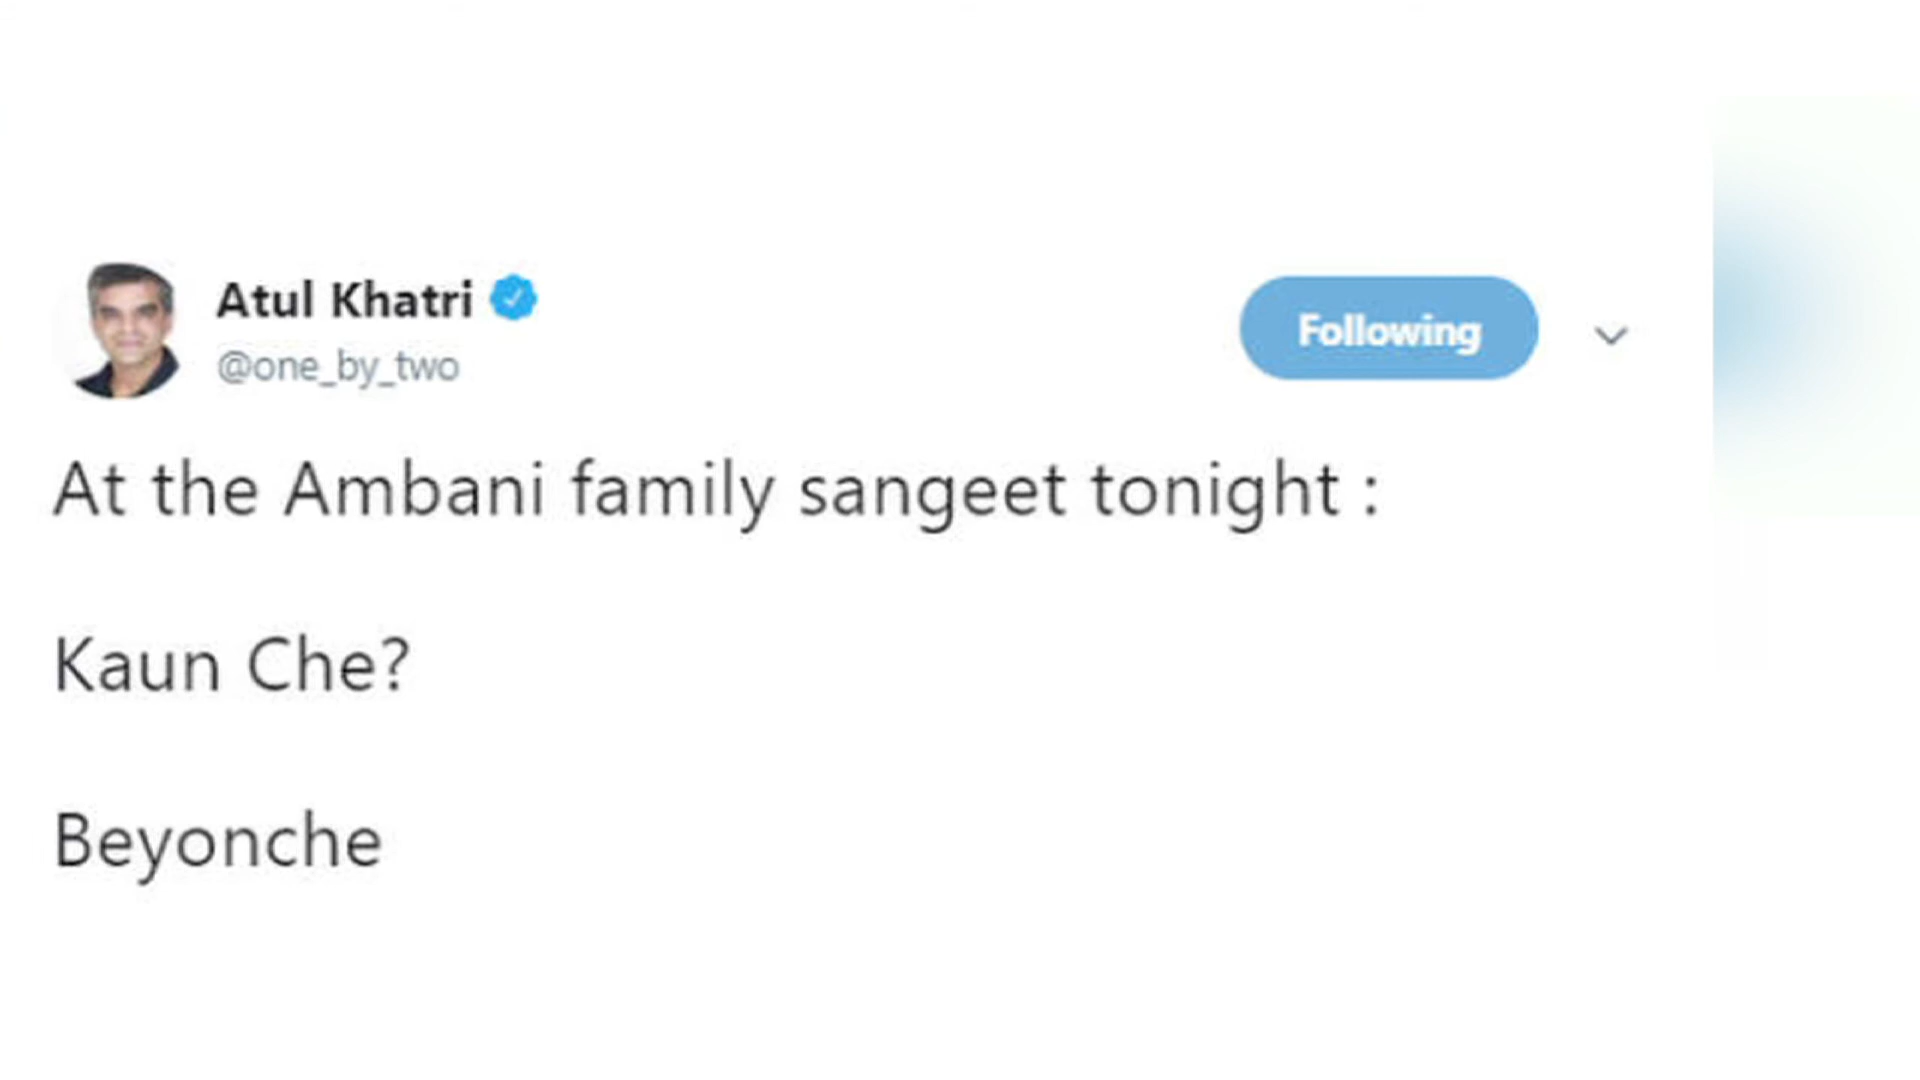 Atul Khatri
@one_by_two
Following
At the Ambani family sangeet tonight :
Kaun Che?
Beyonche